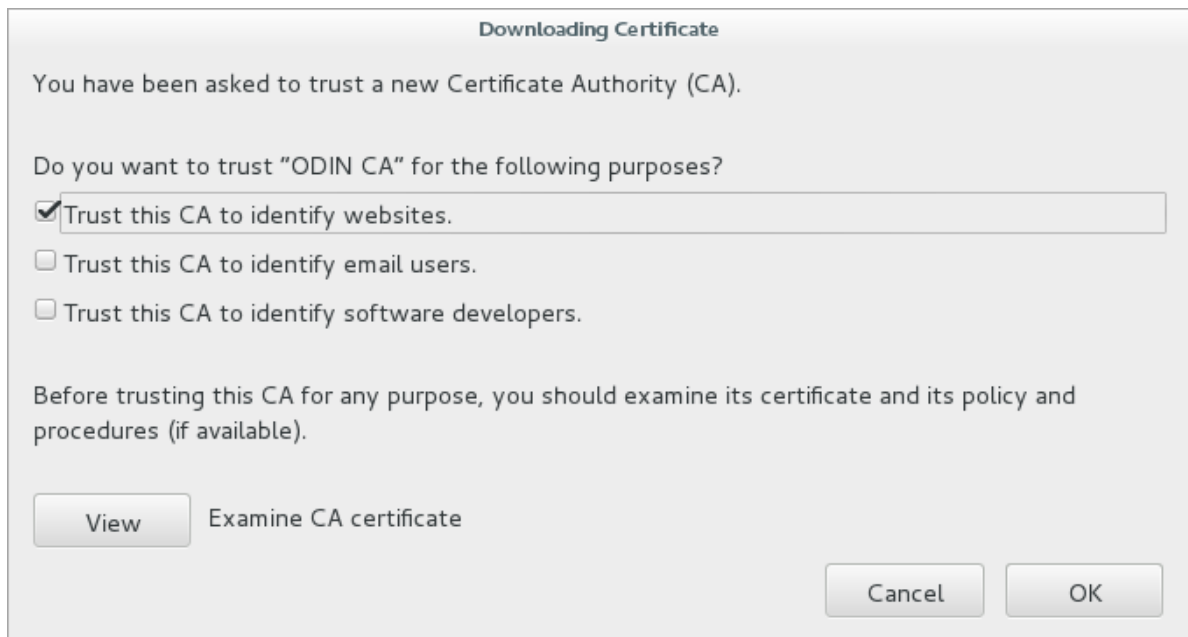 Downloading Certificate
You have been asked to trust a new Certificate Authority (CA).
Do you want to trust “ODIN CA” for the following purposes?
Trust this CA to identify websites.
Trust this CA to identify email users.
Trust this CA to identify software developers.
Before trusting this CA for any purpose, you should examine its certificate and its policy and
procedures (if available).
View
Examine CA certificate
Cancel
OK